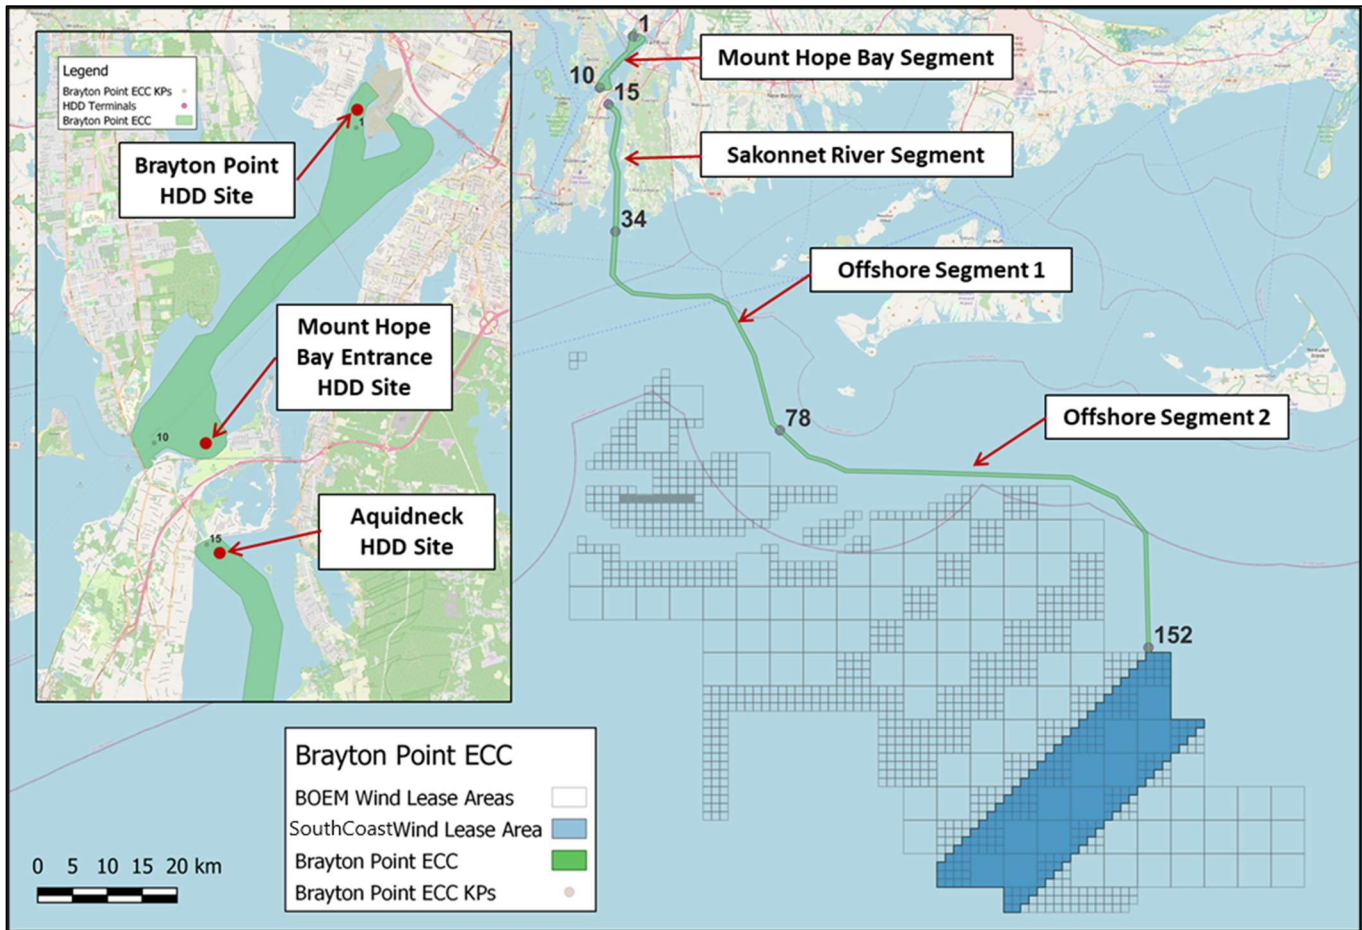 1
Mount Hope Bay Segment
10
15
Sakonnet River Segment
34
Offshore Segment 1
78
Offshore Segment 2
152
Legend
Brayton Point ECC KPs
HDD Terminals
Brayton Point ECC
1
Brayton Point
HDD Site
Mount Hope
Bay Entrance
HDD Site
10
Aquidneck
HDD Site
15
Brayton Point ECC
BOEM Wind Lease Areas
SouthCoastWind Lease Area
Brayton Point ECC
Brayton Point ECC KPs
0 5 10 15 20 km